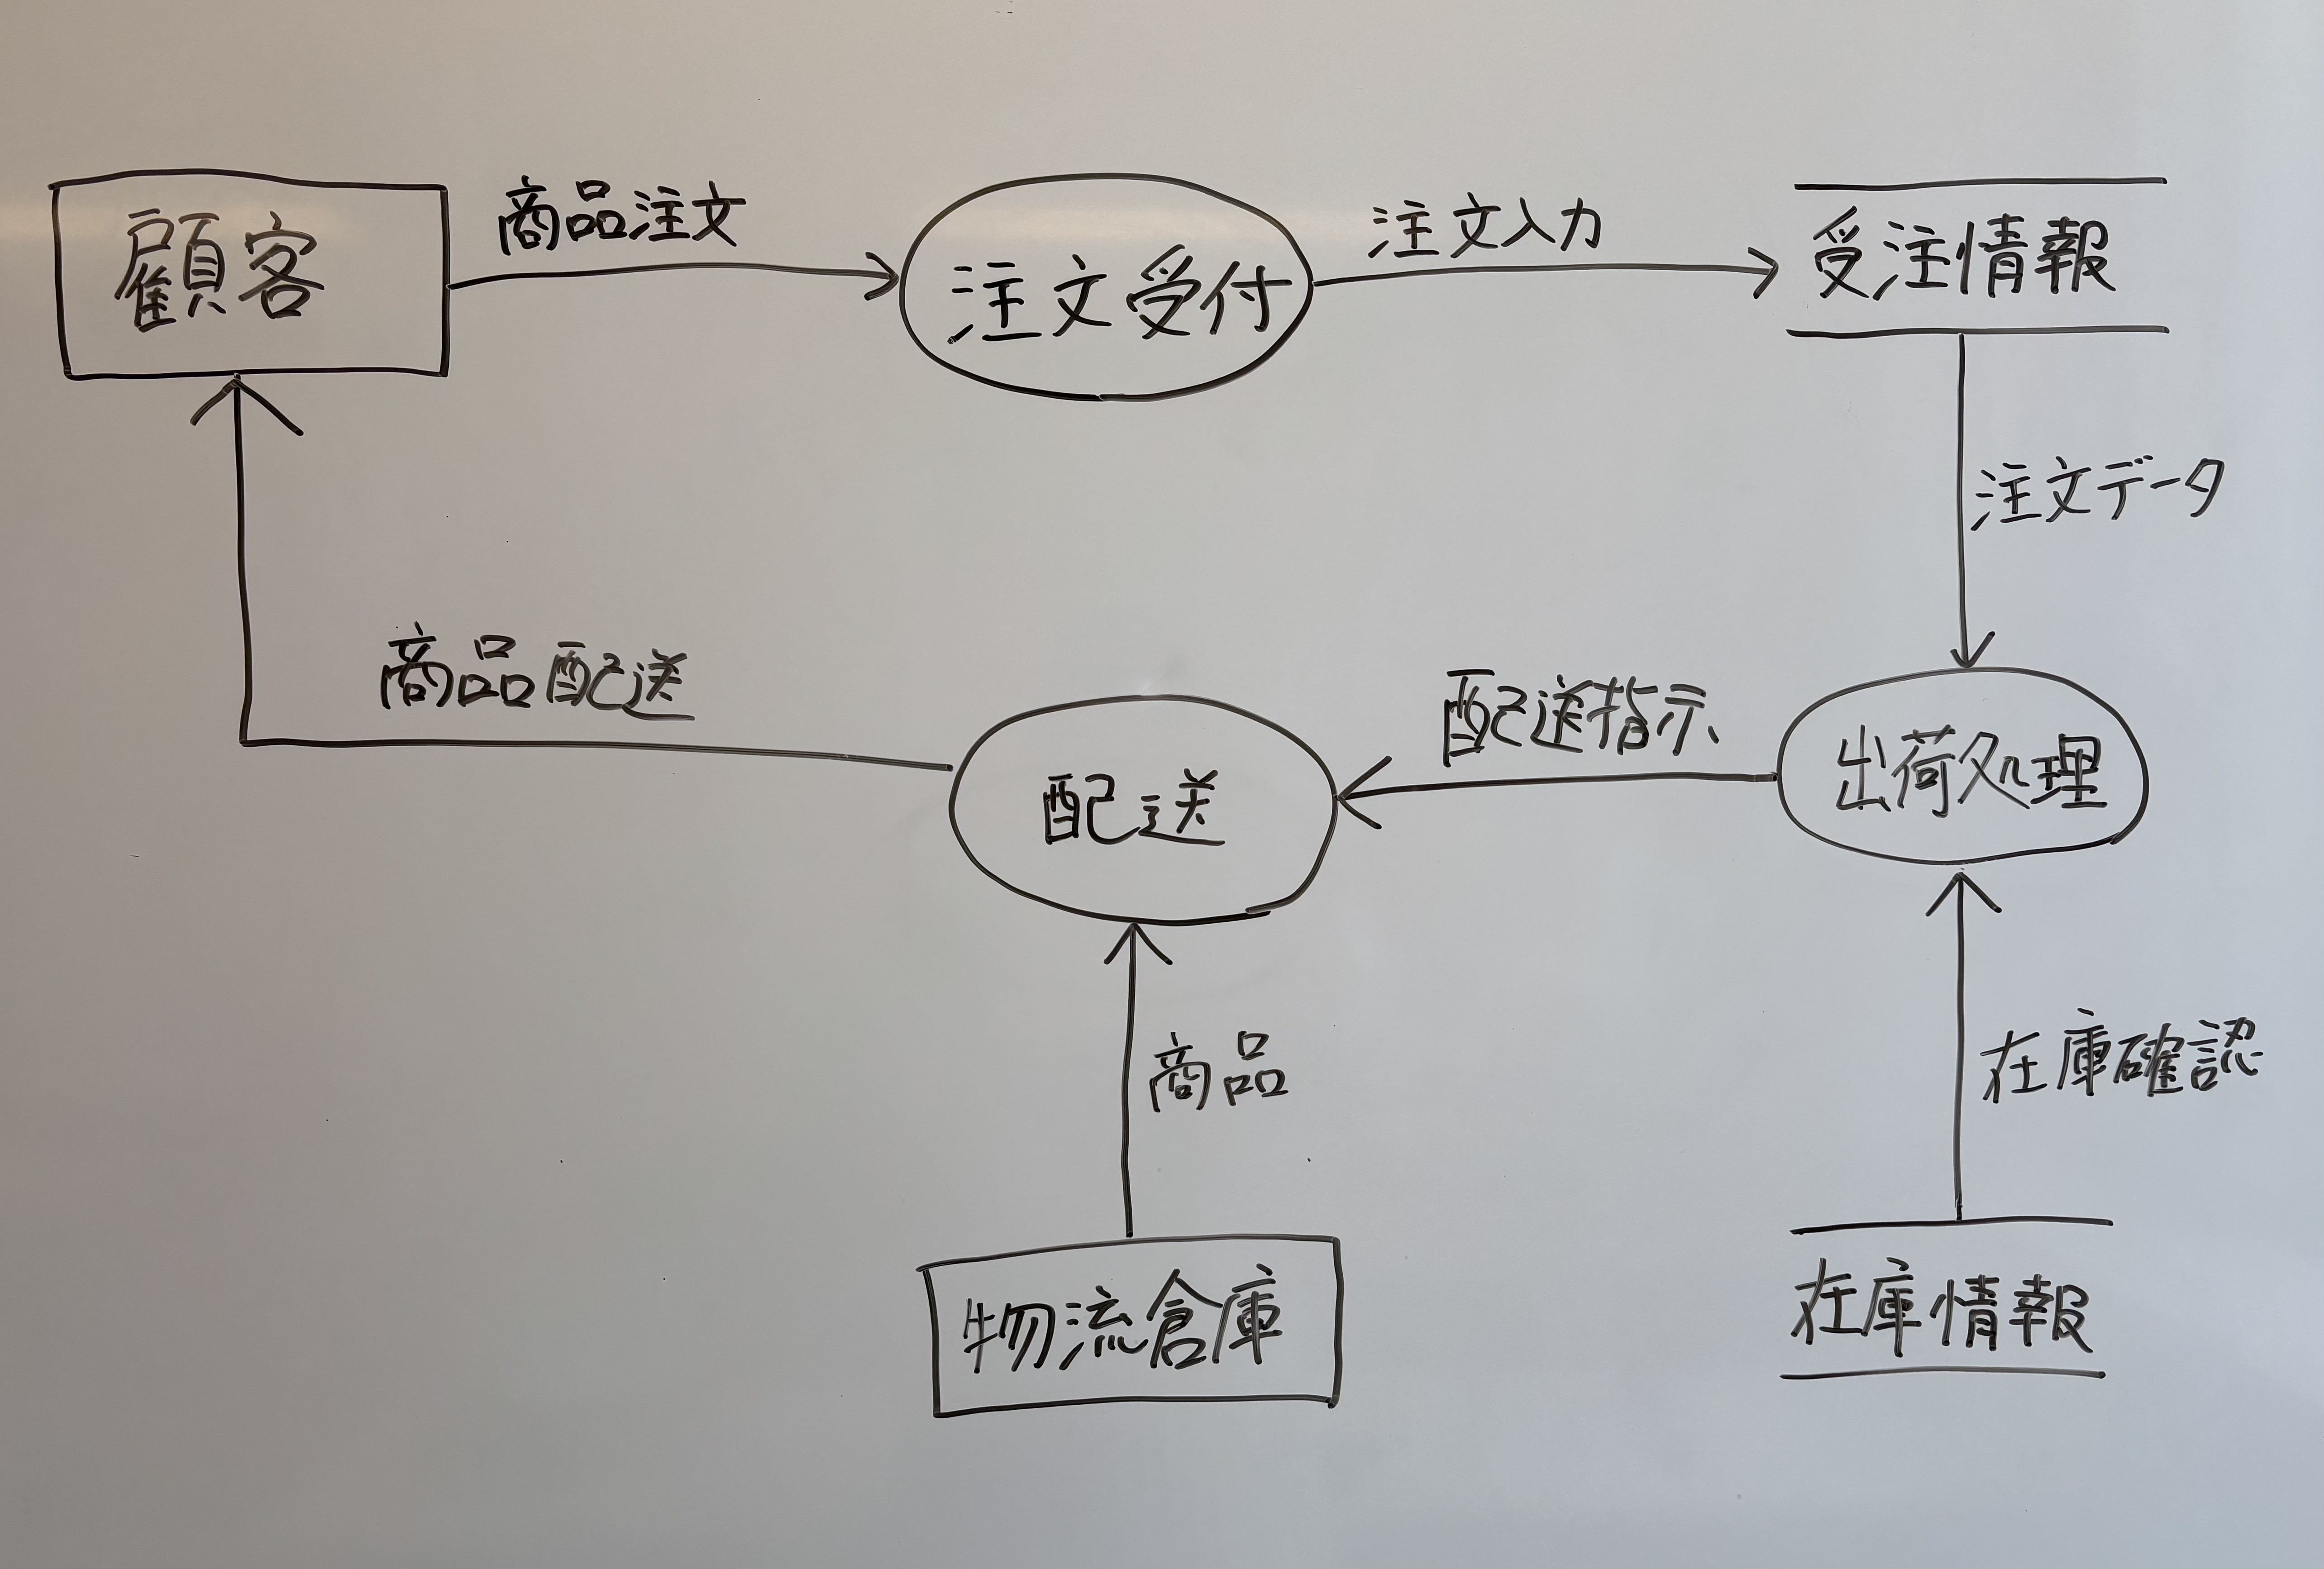 顧客
商品注文
注文受付
注文入力
受注情報
注文データ
商品配送
配送
配送指示
出荷処理
商品
在庫確認
物流倉庫
在庫情報